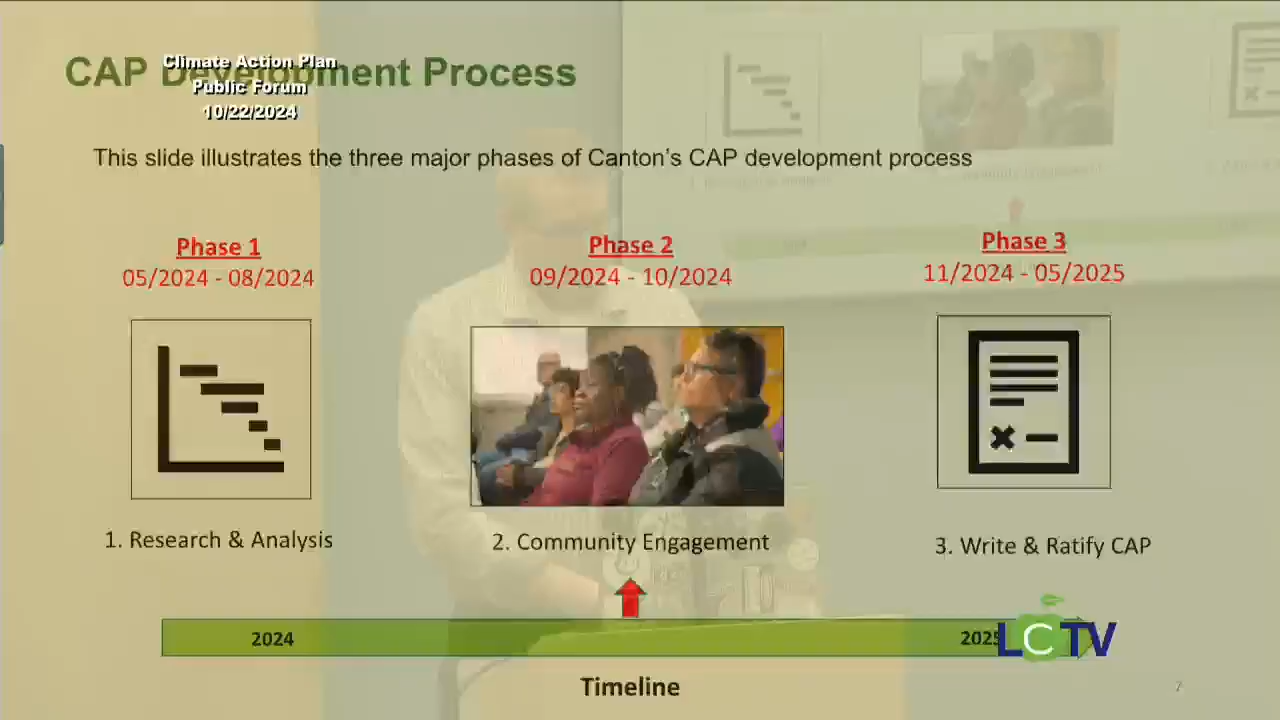 CAP Development Process
Climate Action Plan
Public Forum
10/22/2024
This slide illustrates the three major phases of Canton's CAP development process
Phase 1
05/2024 - 08/2024
Phase 2
09/2024 - 10/2024
Phase 3
11/2024 - 05/2025
1. Research & Analysis
2. Community Engagement
3. Write & Ratify CAP
2024
2025
LCTV
Timeline
7